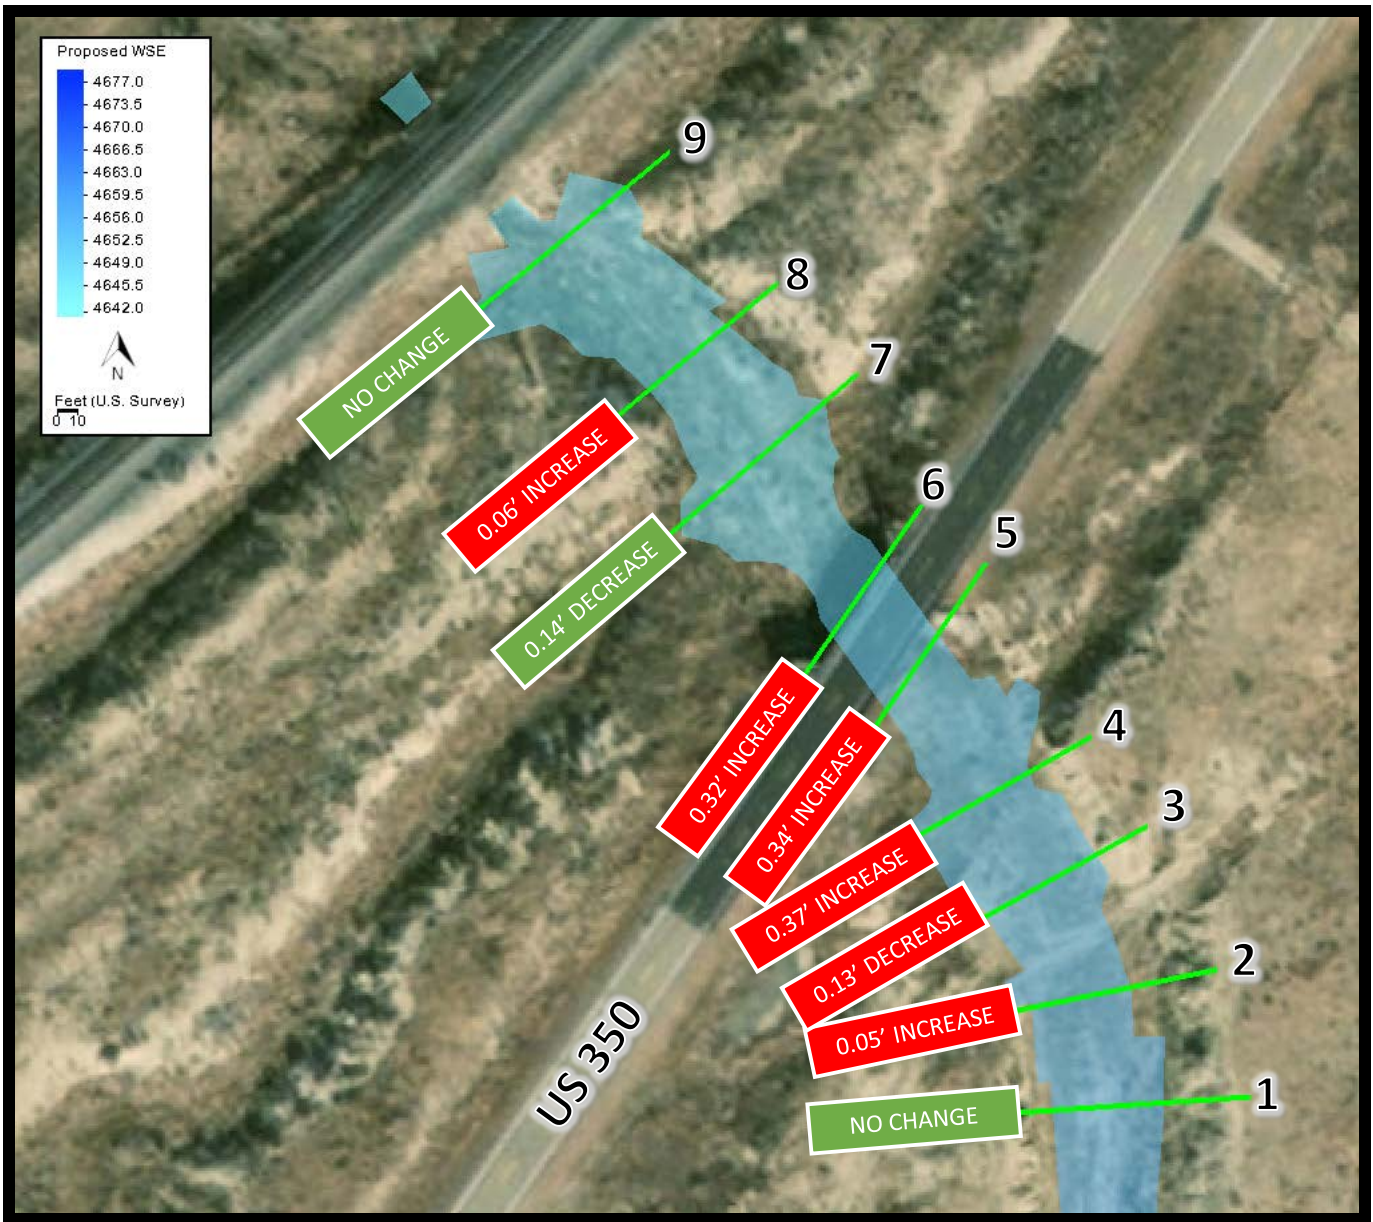 Proposed WSE
4677.0
4673.5
4670.0
4666.5
4663.0
4659.5
4656.0
4652.5
4649.0
4645.5
4642.0
N
Feet (U.S. Survey)
0 10
9
8
7
6
5
4
3
2
1
NO CHANGE
0.06' INCREASE
0.14' DECREASE
0.32' INCREASE
0.34' INCREASE
0.37' INCREASE
0.13' DECREASE
0.05' INCREASE
NO CHANGE
US 350